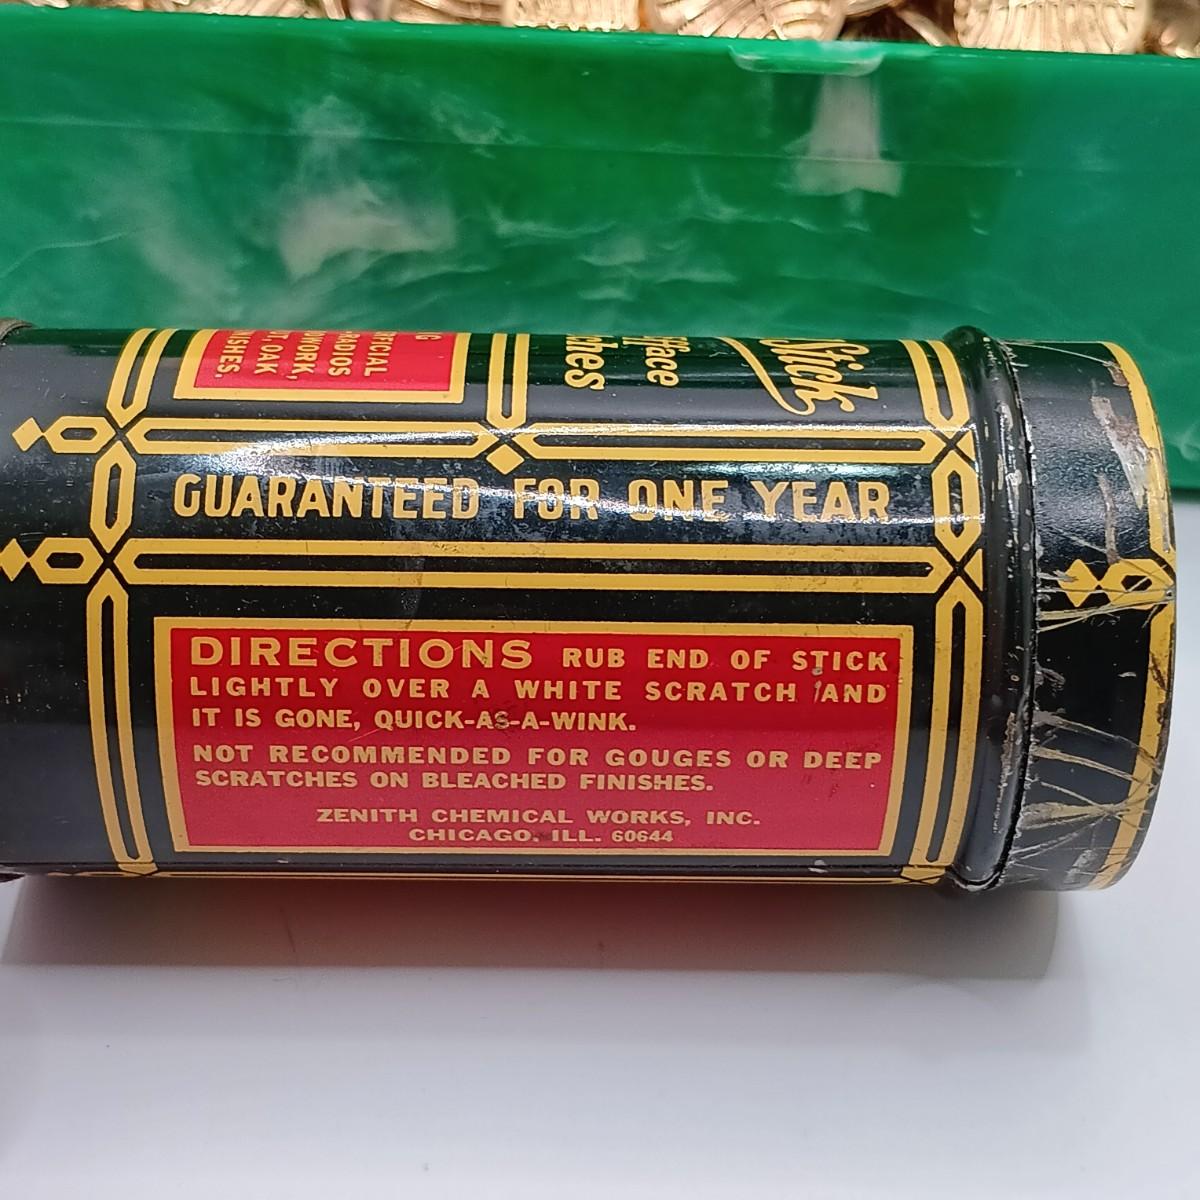 Stick
GUARANTEED FOR ONE YEAR
DIRECTIONS RUB END OF STICK
LIGHTLY OVER A WHITE SCRATCH AND
IT IS GONE, QUICK-AS-A-WINK.
NOT RECOMMENDED FOR GOUGES OR DEEP
SCRATCHES ON BLEACHED FINISHES.
ZENITH CHEMICAL WORKS, INC.
CHICAGO, ILL. 60644